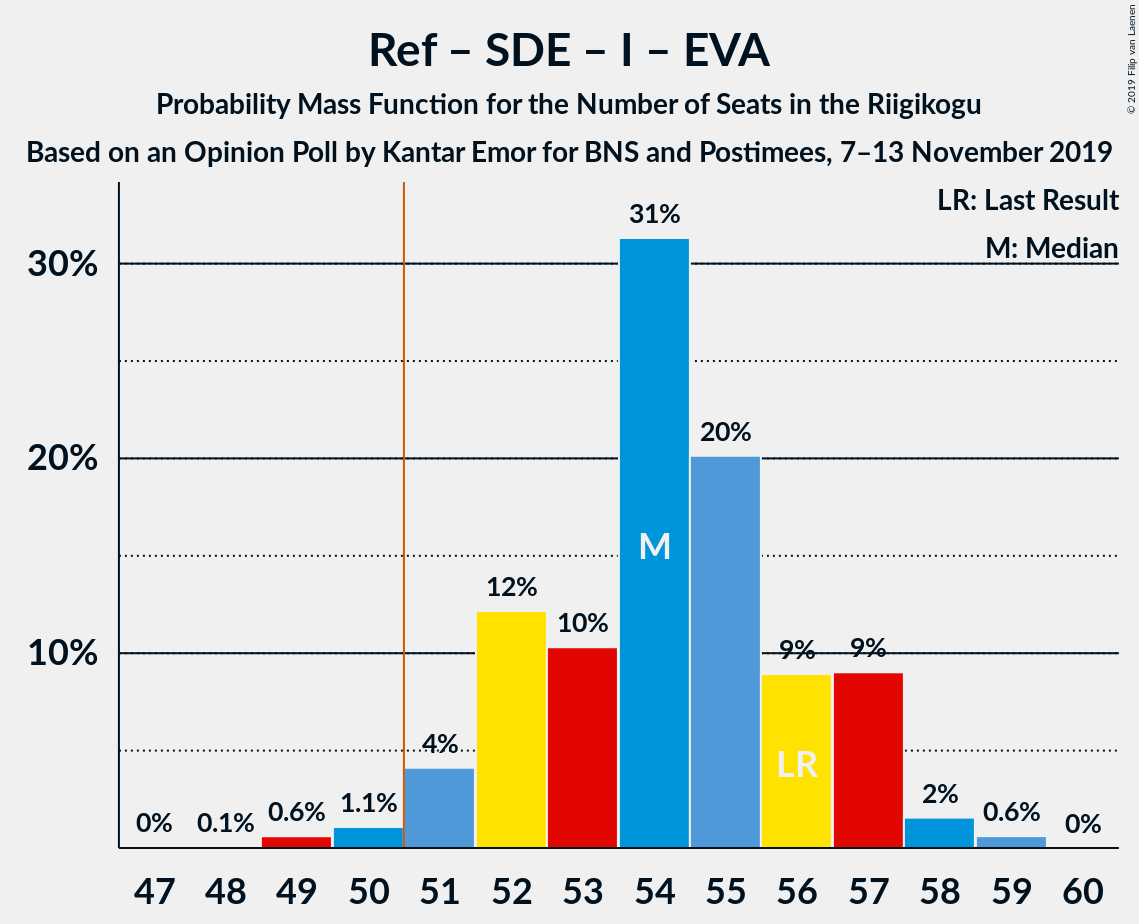 Ref – SDE – I – EVA
Probability Mass Function for the Number of Seats in the Riigikogu
Based on an Opinion Poll by Kantar Emor for BNS and Postimees, 7–13 November 2019
© 2019 Filip van Laenen
LR: Last Result
M: Median
30%
20%
10%
0%
0.1%
0.6%
1.1%
4%
12%
10%
31%
20%
9%
9%
2%
0.6%
0%
M
LR
47 48 49 50 51 52 53 54 55 56 57 58 59 60